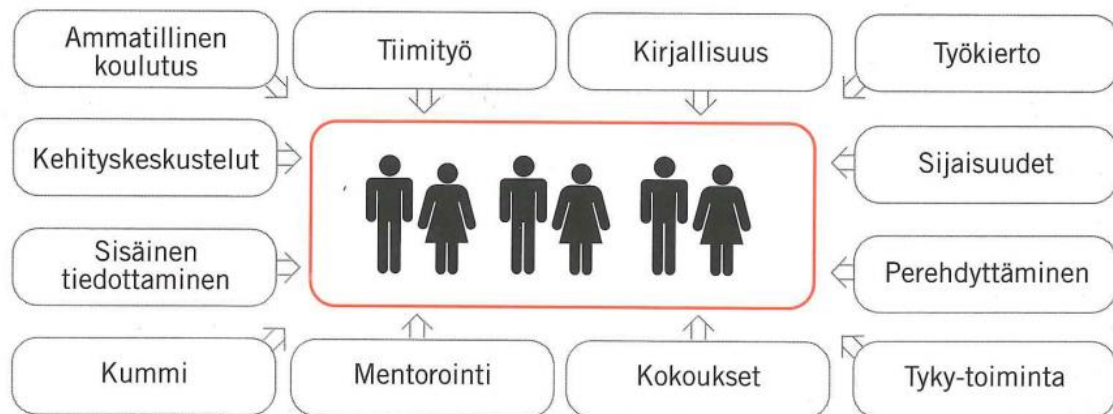 Ammatillinen
koulutus
Tiimityö
Kirjallisuus
Työkierto
Kehityskeskustelut
Sijaisuudet
Sisäinen
tiedottaminen
Perehdyttäminen
Kummi
Mentorointi
Kokoukset
Tyky-toiminta